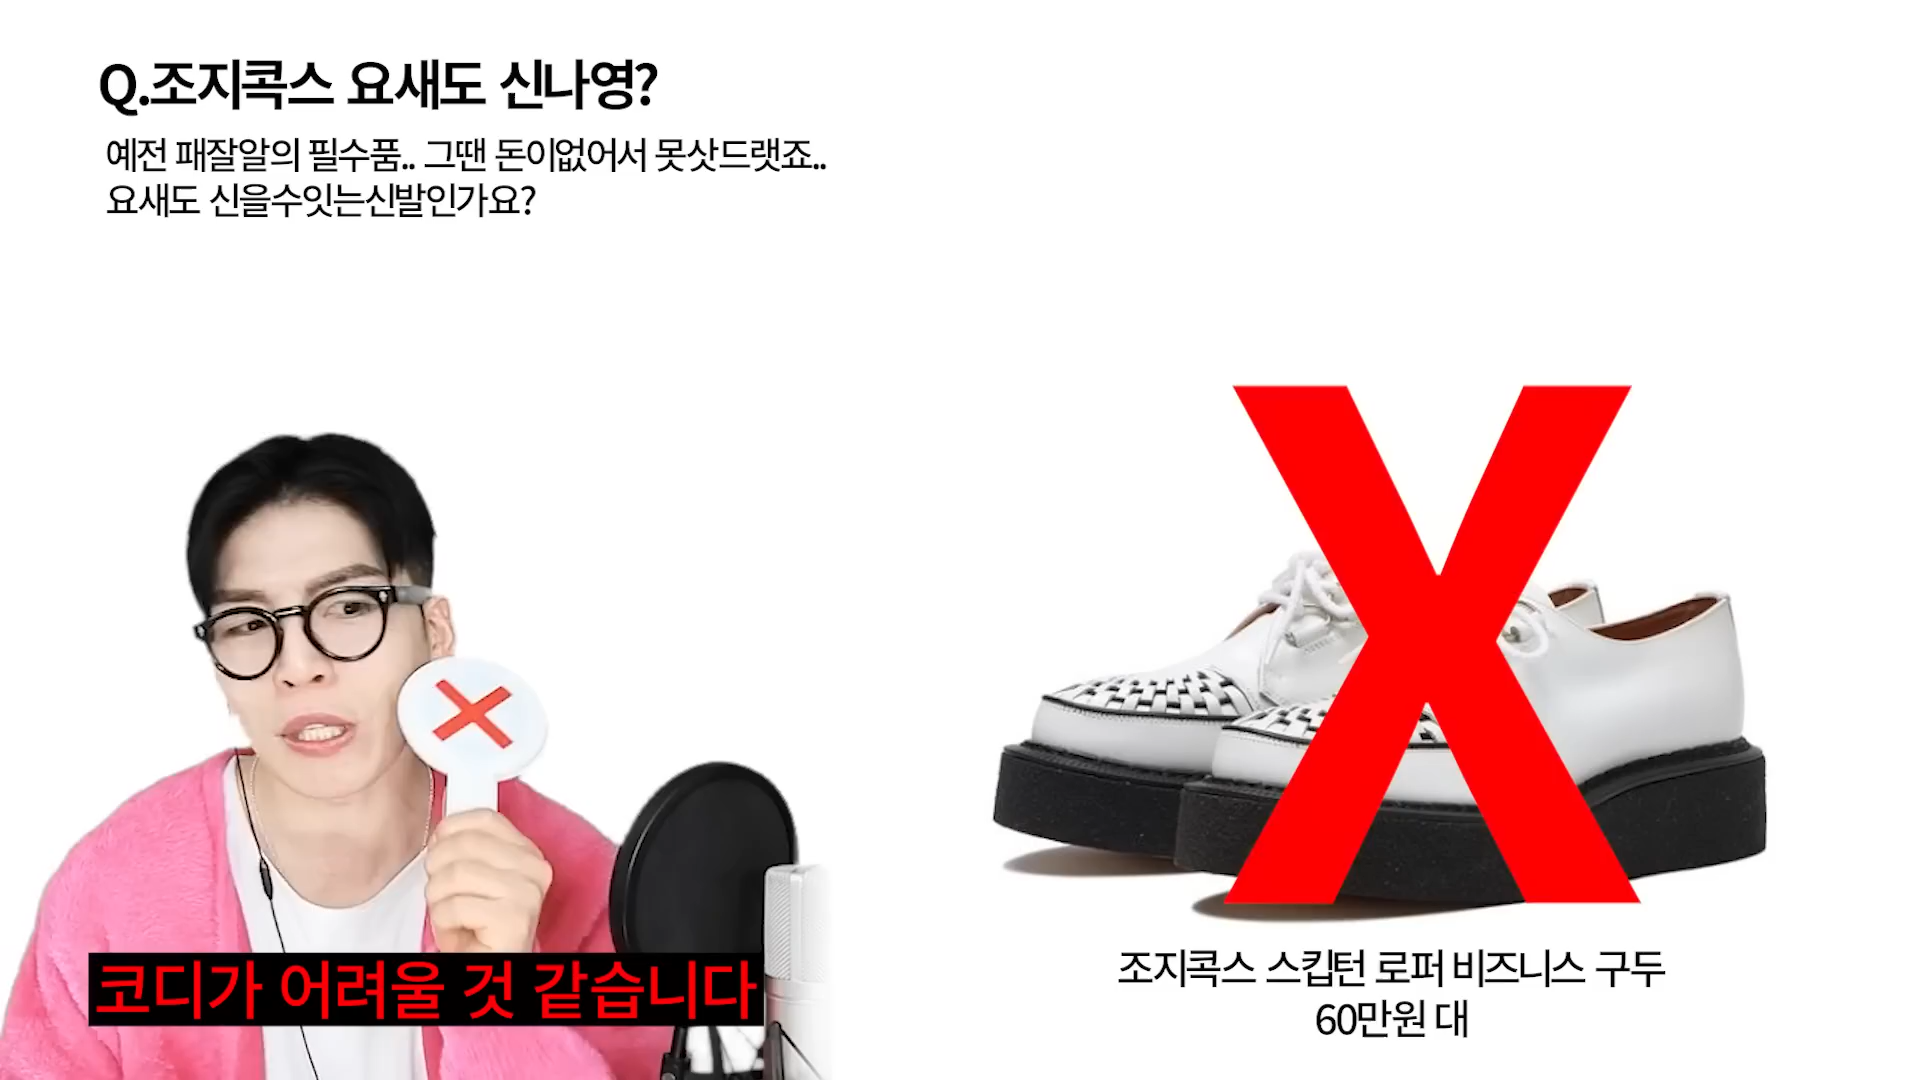 Q.조지콕스 요새도 신나영?
예전 패잘알의 필수품.. 그땐 돈이없어서 못삿드랫죠..
요새도 신을수잇는신발인가요?
X
코디가 어려울 것 같습니다
조지콕스 스킵턴 로퍼 비즈니스 구두
60만원 대